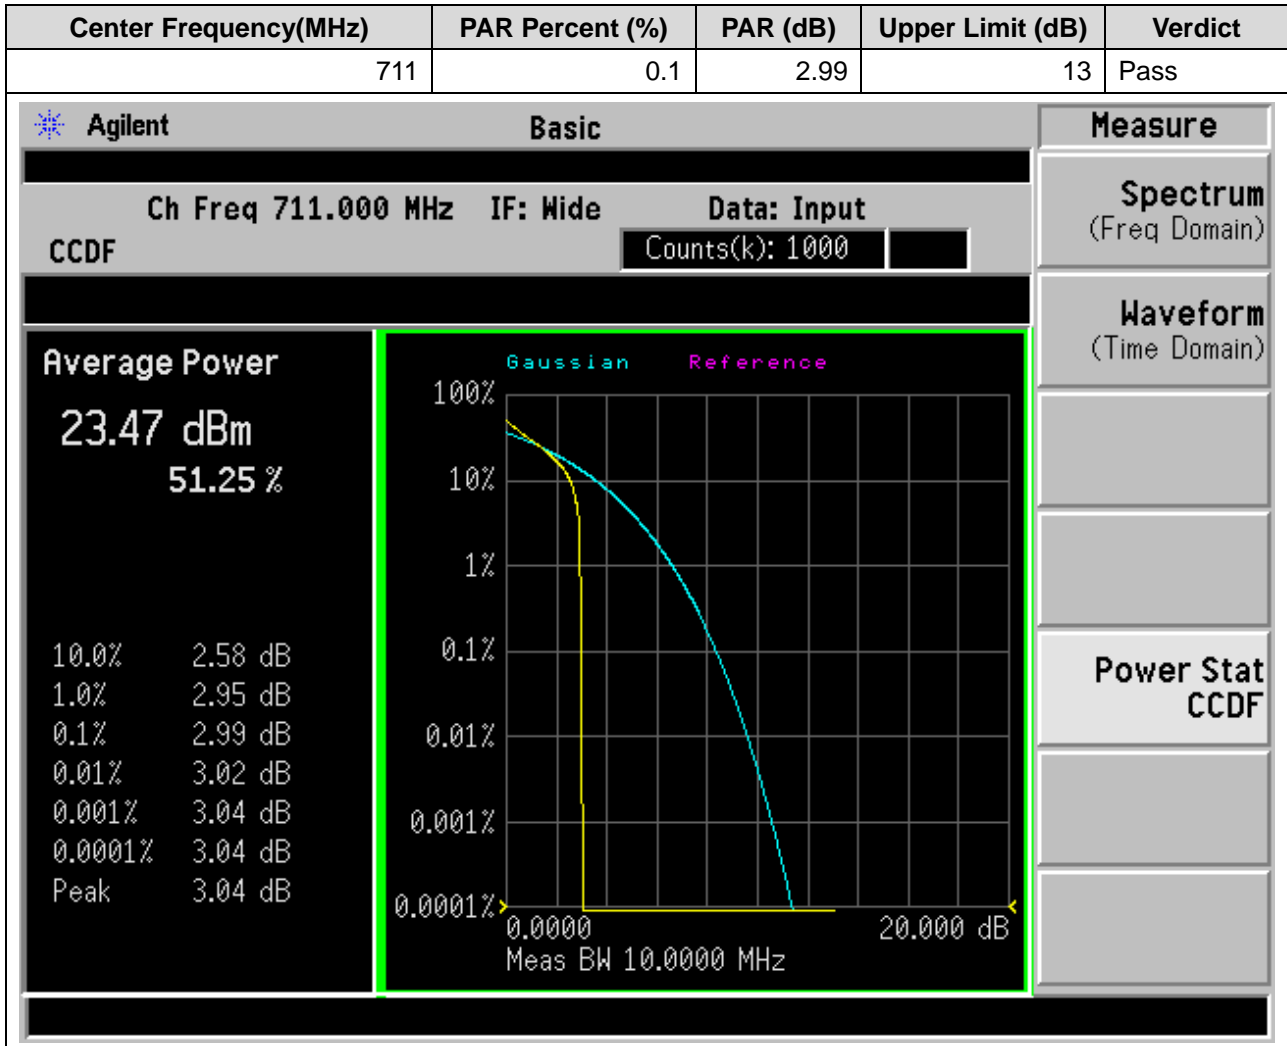 Center Frequency(MHz) PAR Percent (%) PAR (dB) Upper Limit (dB) Verdict
711 0.1 2.99 13 Pass
Agilent Basic Measure
Ch Freq 711.000 MHz IF: Wide Data: Input
CCDF Counts(k): 1000
Spectrum
(Freq Domain)
Waveform
(Time Domain)
Power Stat
CCDF
Average Power
23.47 dBm
51.25 %
10.0% 2.58 dB
1.0% 2.95 dB
0.1% 2.99 dB
0.01% 3.02 dB
0.001% 3.04 dB
0.0001% 3.04 dB
Peak 3.04 dB
Gaussian Reference
100%
10%
1%
0.1%
0.01%
0.001%
0.0001%
0.0000 20.000 dB
Meas BW 10.0000 MHz